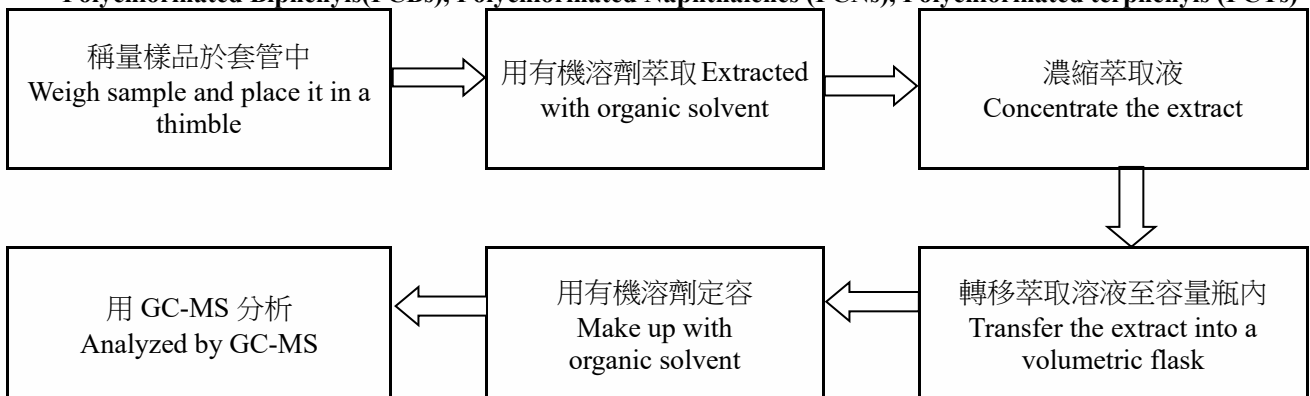 Polychlorinated Biphenyls(PCBs), Polychlorinated Naphthalenes (PCNs), Polychlorinated terphenyls (PCTs)
稱量樣品於套管中
Weigh sample and place it in a
thimble
用有機溶劑萃取 Extracted
with organic solvent
濃縮萃取液
Concentrate the extract
轉移萃取溶液至容量瓶內
Transfer the extract into a
volumetric flask
用有機溶劑定容
Make up with
organic solvent
用 GC-MS 分析
Analyzed by GC-MS